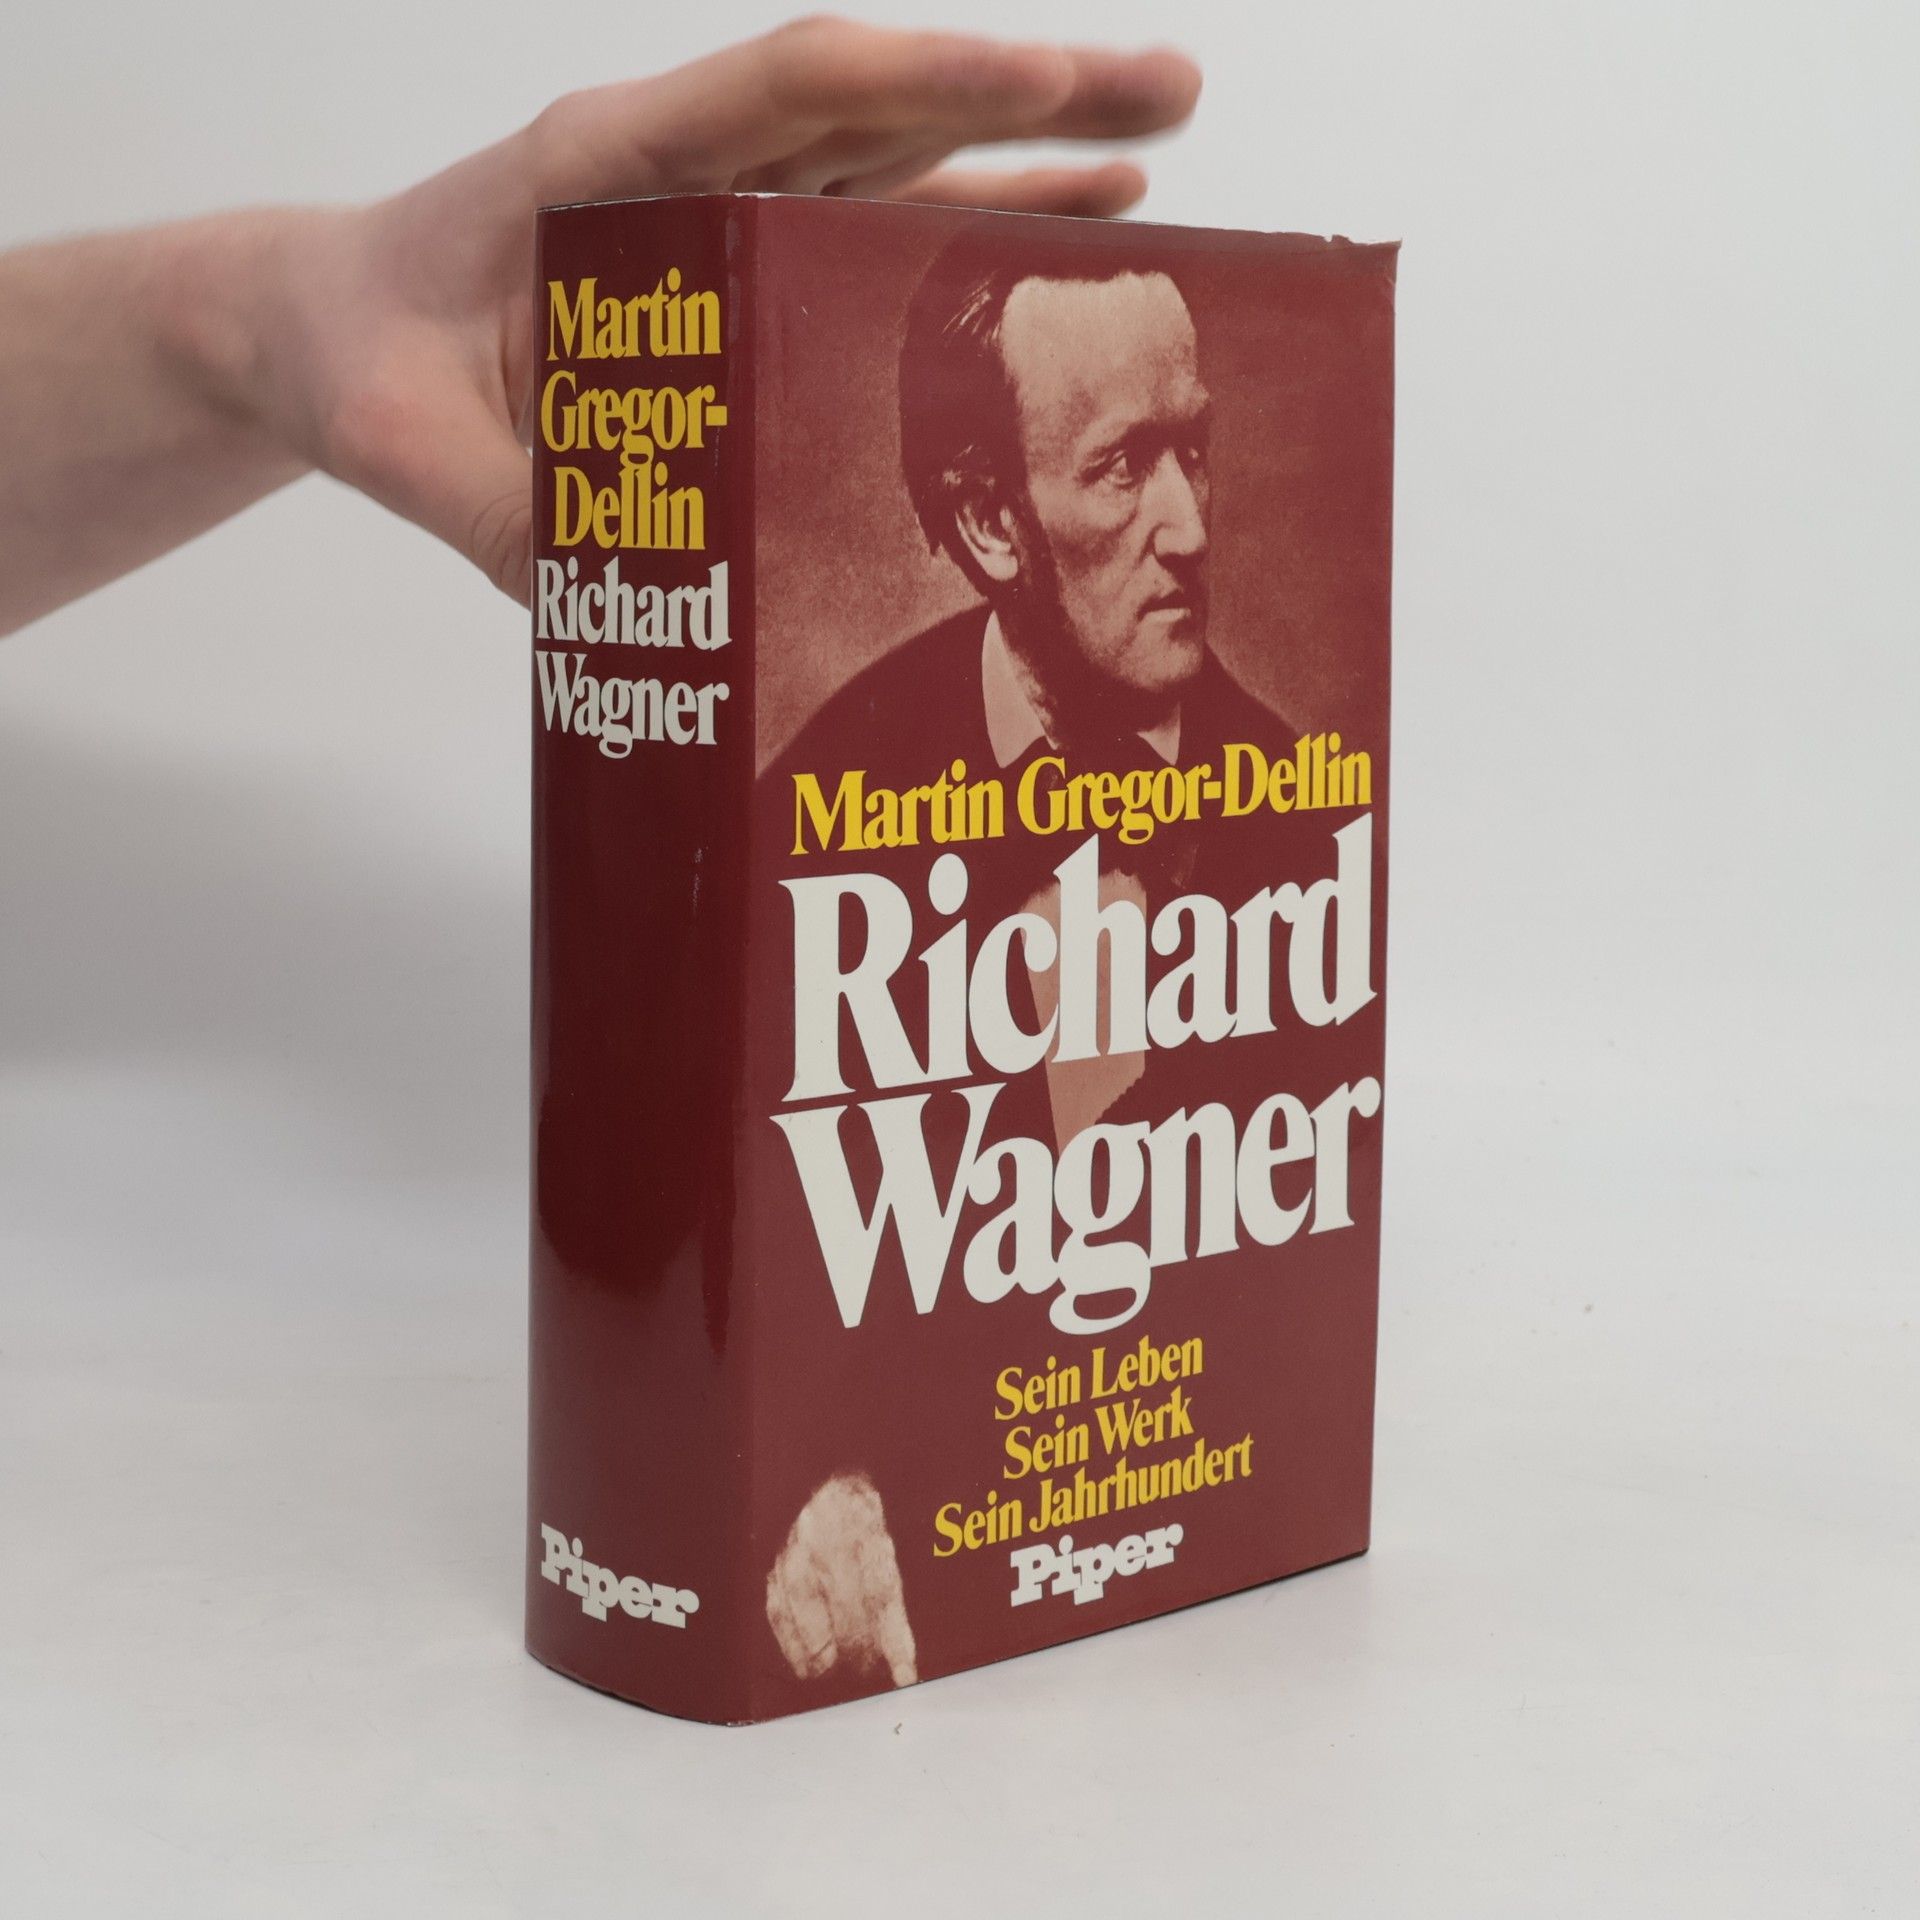 Martin
Gregor-
Dellin
Richard
Wagner
Piper
Martin Gregor-Dellin
Richard
Wagner
Sein Leben
Sein Werk
Sein Jahrhundert
Piper